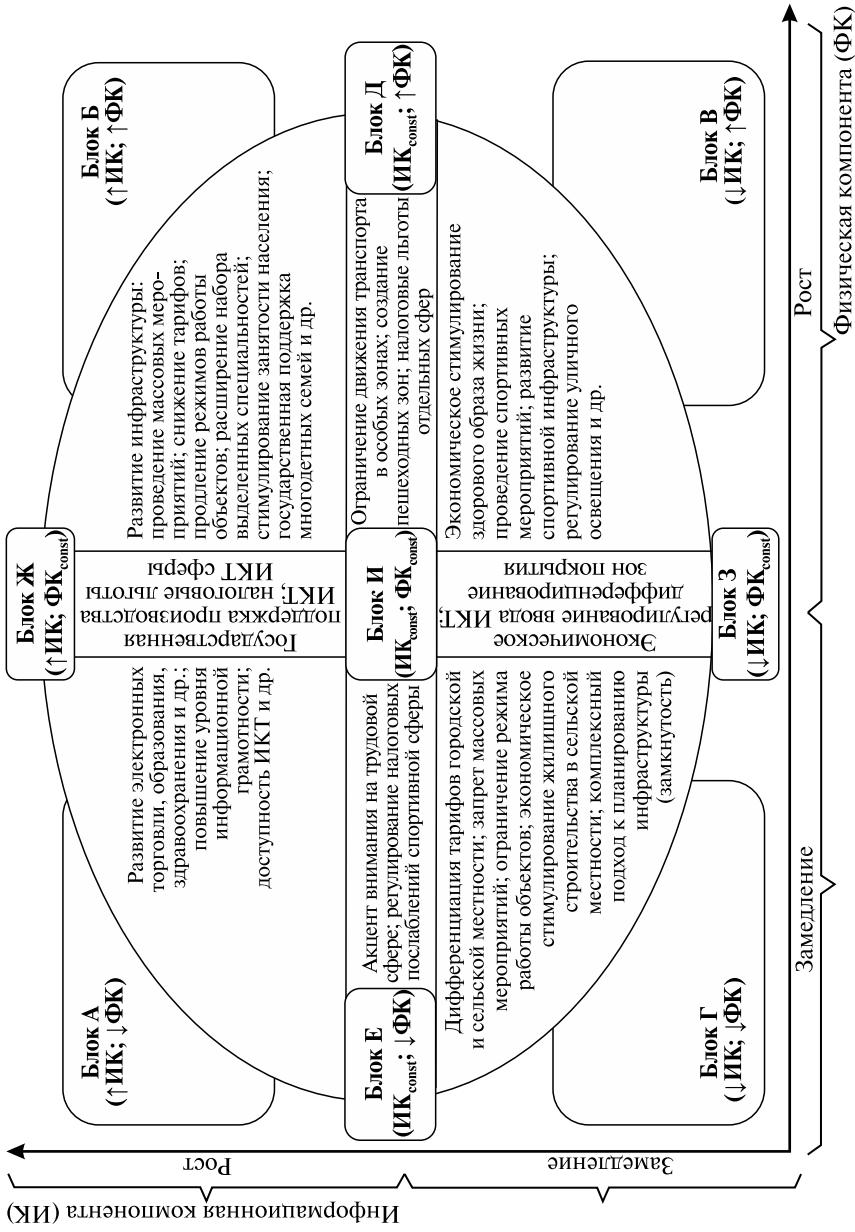 Информационная компонента (ИК)
Рост
Замедление
Блок А
(↑ИК; ↓ФК)
Развитие электронных
торговли, образования,
здравоохранения и др.;
повышение уровня
информационной
грамотности;
доступность ИКТ и др.
Блок Ж
(↑ИК; ФКconst)
Государственная
поддержка производства
ИКТ; налоговые льготы
ИКТ сферы
Блок Б
(↑ИК; ↑ФК)
Развитие инфраструктуры:
проведение массовых меро-
приятий; снижение тарифов;
продление режимов работы
объектов; расширение набора
выделенных специальностей;
стимулирование занятости населения;
государственная поддержка
многодетных семей и др.
Блок Е
(ИКconst; ↓ФК)
Акцент внимания на трудовой
сфере; регулирование налоговых
послаблений спортивной сферы
Блок И
(ИКconst; ФКconst)
Ограничение движения транспорта
в особых зонах; создание
пешеходных зон; налоговые льготы
отдельных сфер
Блок Д
(ИКconst; ↑ФК)
Дифференциация тарифов городской
и сельской местности; запрет массовых
мероприятий; ограничение режима
работы объектов; экономическое
стимулирование жилищного
строительства в сельской
местности; комплексный
подход к планированию
инфраструктуры
(замкнутость)
Блок Г
(↓ИК; ↓ФК)
Экономическое
регулирование ввода ИКТ;
дифференцирование
зон покрытия
Блок З
(↓ИК; ФКconst)
Экономическое стимулирование
здорового образа жизни;
проведение спортивных
мероприятий; развитие
спортивной инфраструктуры;
регулирование уличного
освещения и др.
Блок В
(↓ИК; ↑ФК)
Замедление
Рост
Физическая компонента (ФК)